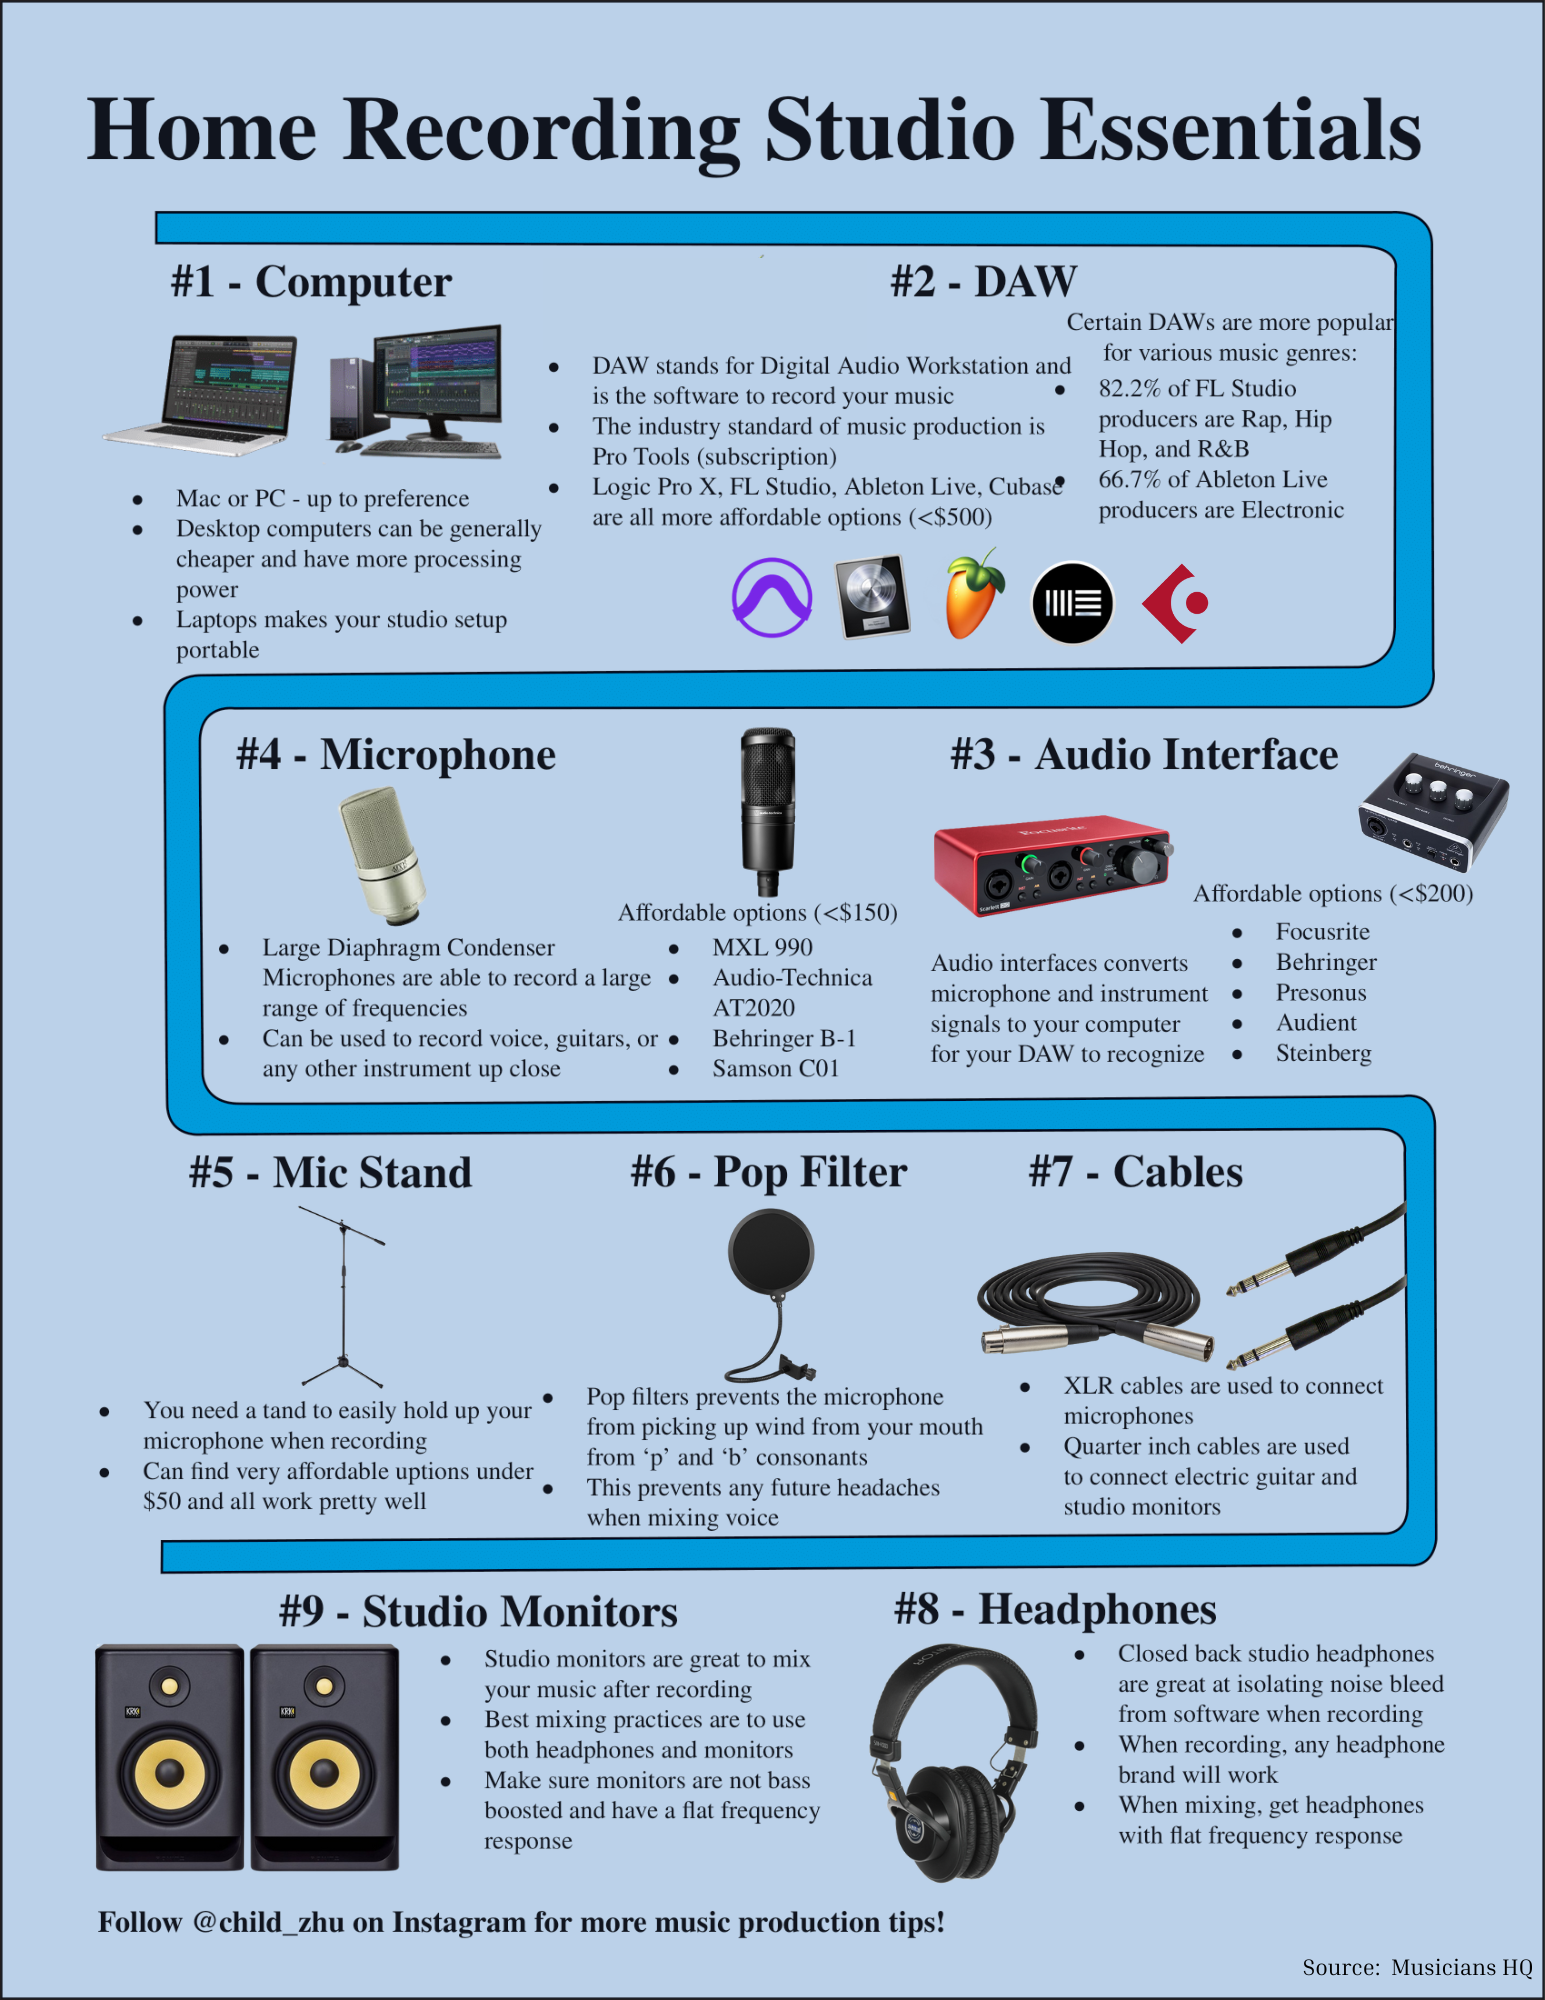 Home Recording Studio Essentials
#1 - Computer
● Mac or PC - up to preference
● Desktop computers can be generally
cheaper and have more processing
power
● Laptops makes your studio setup
portable
#2 - DAW
● DAW stands for Digital Audio Workstation and
is the software to record your music
● The industry standard of music production is
Pro Tools (subscription)
● Logic Pro X, FL Studio, Ableton Live, Cubase
are all more affordable options (<$500)
Certain DAWs are more popular
for various music genres:
● 82.2% of FL Studio
producers are Rap, Hip
Hop, and R&B
● 66.7% of Ableton Live
producers are Electronic
#3 - Audio Interface
behringer
Focusrite
Scarlett
Audio interfaces converts
microphone and instrument
signals to your computer
for your DAW to recognize
Affordable options (<$200)
● Focusrite
● Behringer
● Presonus
● Audient
● Steinberg
#4 - Microphone
MXL
audio-technica
● Large Diaphragm Condenser
Microphones are able to record a large
range of frequencies
● Can be used to record voice, guitars, or
any other instrument up close
Affordable options (<$150)
● MXL 990
● Audio-Technica
AT2020
● Behringer B-1
● Samson C01
#5 - Mic Stand
● You need a tand to easily hold up your
microphone when recording
● Can find very affordable uptions under
$50 and all work pretty well
#6 - Pop Filter
● Pop filters prevents the microphone
from picking up wind from your mouth
from ‘p’ and ‘b’ consonants
● This prevents any future headaches
when mixing voice
#7 - Cables
● XLR cables are used to connect
microphones
● Quarter inch cables are used
to connect electric guitar and
studio monitors
#8 - Headphones
● Closed back studio headphones
are great at isolating noise bleed
from software when recording
● When recording, any headphone
brand will work
● When mixing, get headphones
with flat frequency response
#9 - Studio Monitors
KRK
KRK
● Studio monitors are great to mix
your music after recording
● Best mixing practices are to use
both headphones and monitors
● Make sure monitors are not bass
boosted and have a flat frequency
response
Follow @child_zhu on Instagram for more music production tips!
Source: Musicians HQ